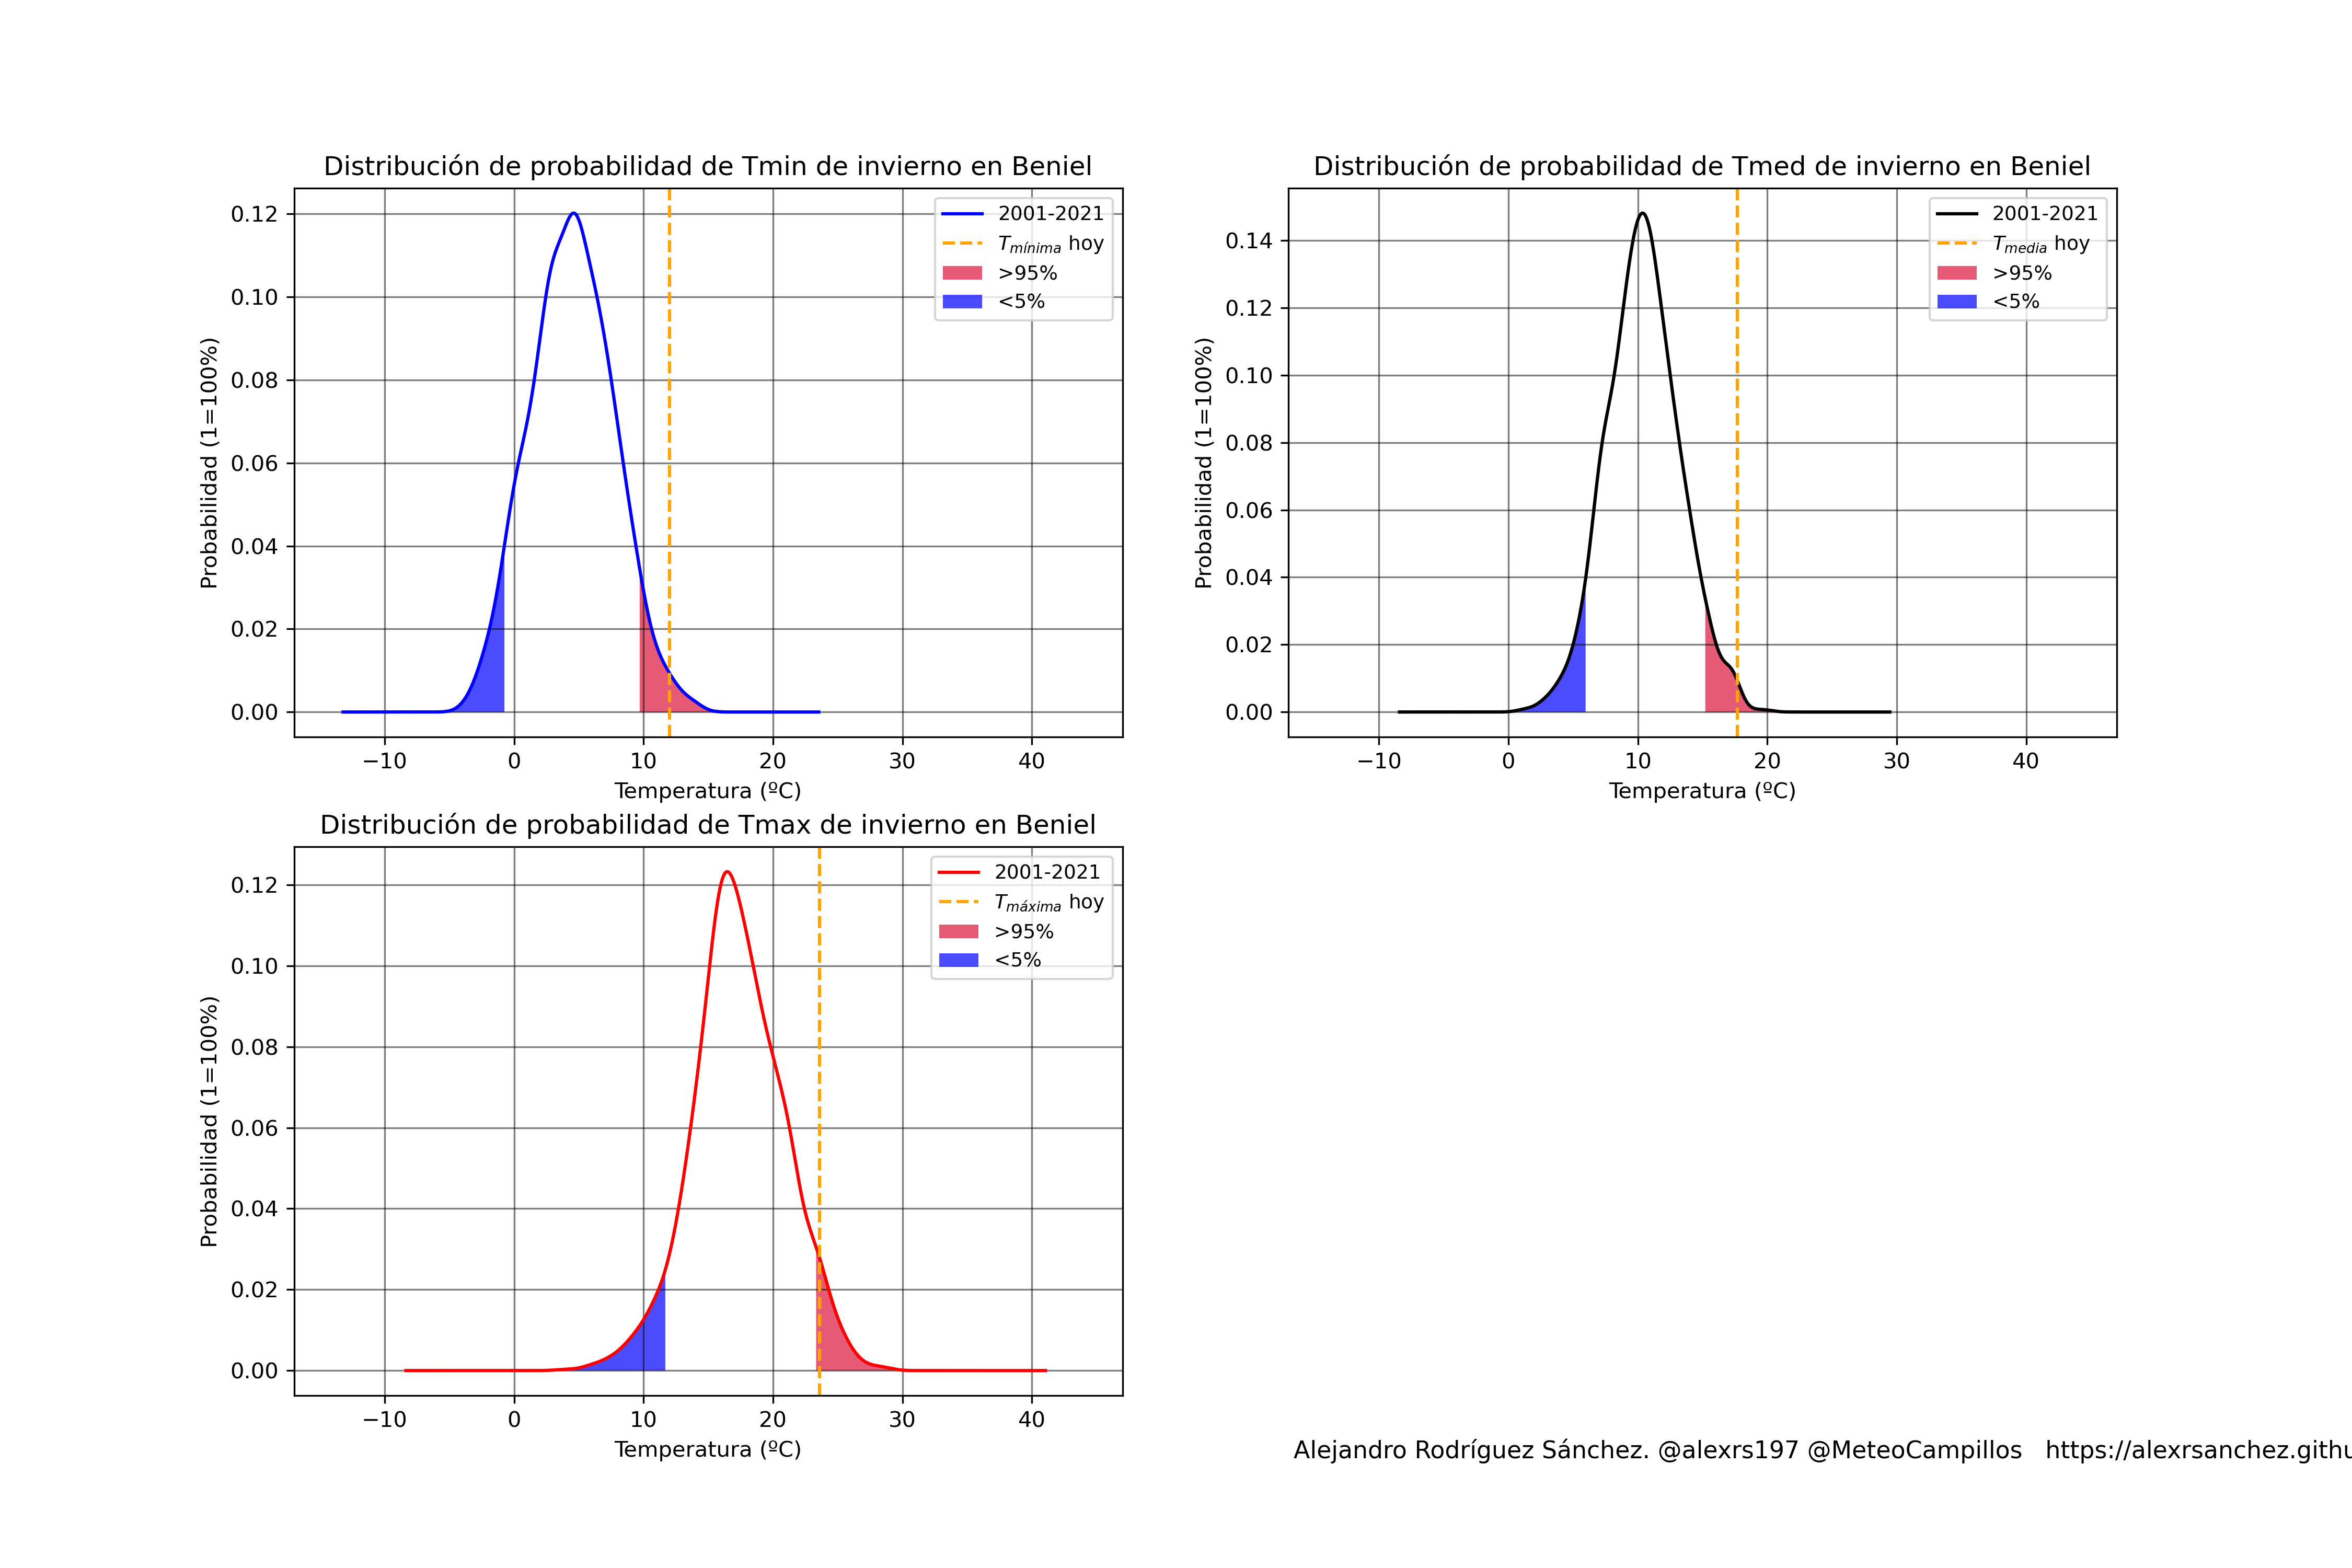 Distribución de probabilidad de Tmin de invierno en Beniel
0.12
0.10
0.08
0.06
0.04
0.02
0.00
Probabilidad (1=100%)
2001-2021
Tmínima hoy
>95%
<5%
−10 0 10 20 30 40
Temperatura (ºC)
Distribución de probabilidad de Tmed de invierno en Beniel
0.14
0.12
0.10
0.08
0.06
0.04
0.02
0.00
Probabilidad (1=100%)
2001-2021
Tmedia hoy
>95%
<5%
−10 0 10 20 30 40
Temperatura (ºC)
Distribución de probabilidad de Tmax de invierno en Beniel
0.12
0.10
0.08
0.06
0.04
0.02
0.00
Probabilidad (1=100%)
2001-2021
Tmáxima hoy
>95%
<5%
−10 0 10 20 30 40
Temperatura (ºC)
Alejandro Rodríguez Sánchez. @alexrs197 @MeteoCampillos https://alexrsanchez.githu